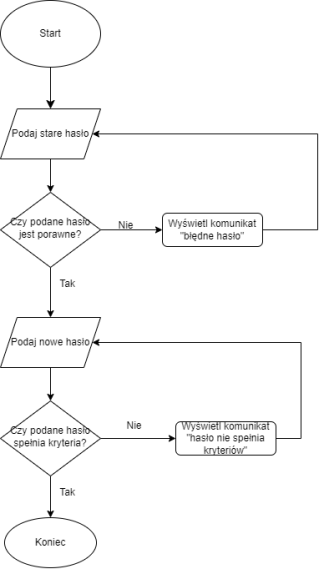 Start
Podaj stare hasło
Czy podane hasło
jest porawne?
Nie
Wyświetl komunikat
"błędne hasło"
Tak
Podaj nowe hasło
Czy podane hasło
spełnia kryteria?
Nie
Wyświetl komunikat
"hasło nie spełnia
kryteriów"
Tak
Koniec